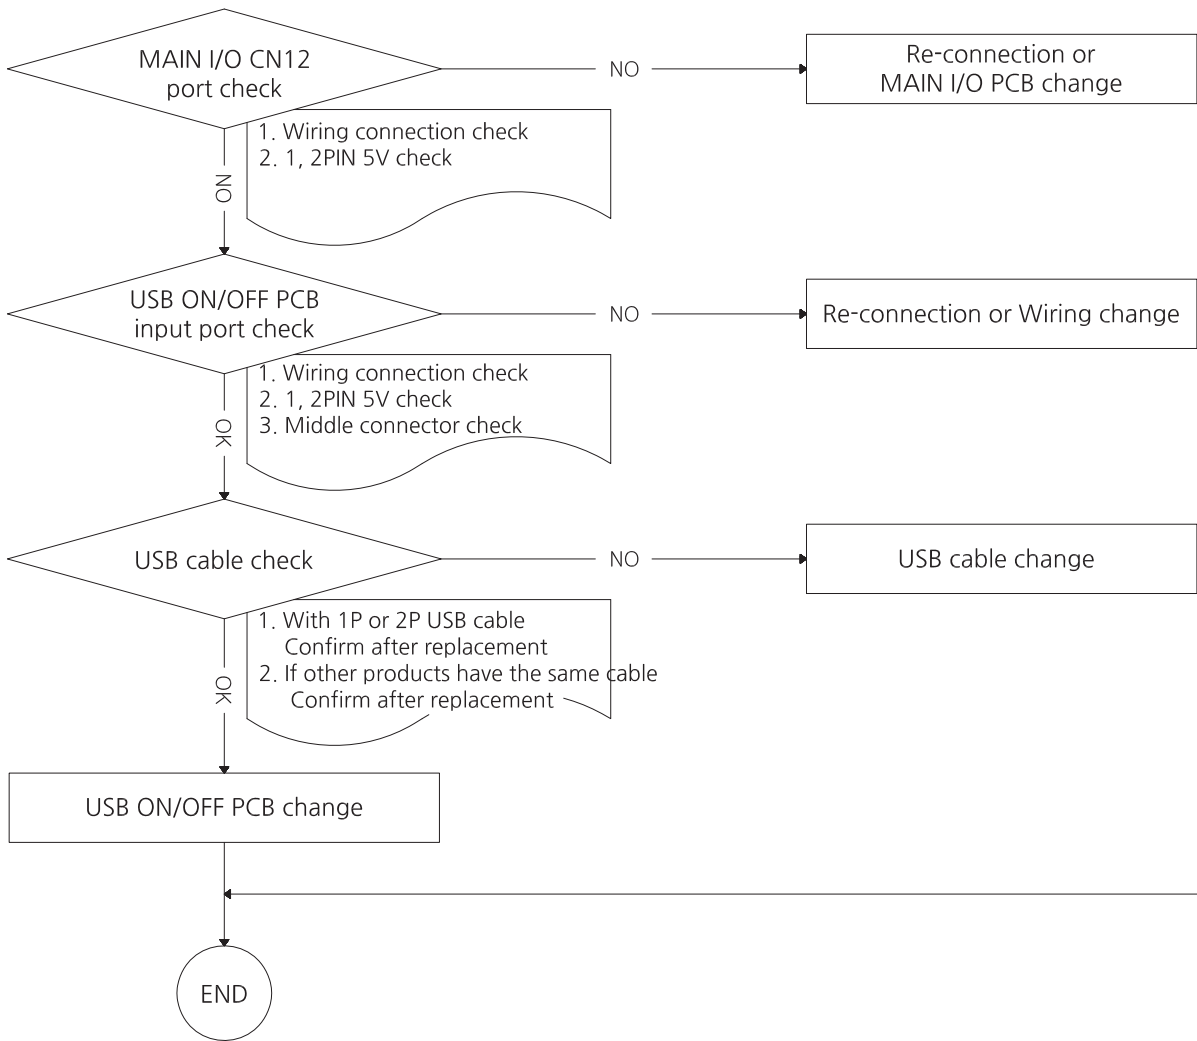 MAIN I/O CN12
port check
NO
Re-connection or
MAIN I/O PCB change
1. Wiring connection check
2. 1, 2PIN 5V check
NO
USB ON/OFF PCB
input port check
NO
Re-connection or Wiring change
1. Wiring connection check
2. 1, 2PIN 5V check
3. Middle connector check
OK
USB cable check
NO
USB cable change
1. With 1P or 2P USB cable
Confirm after replacement
2. If other products have the same cable
Confirm after replacement
OK
USB ON/OFF PCB change
END